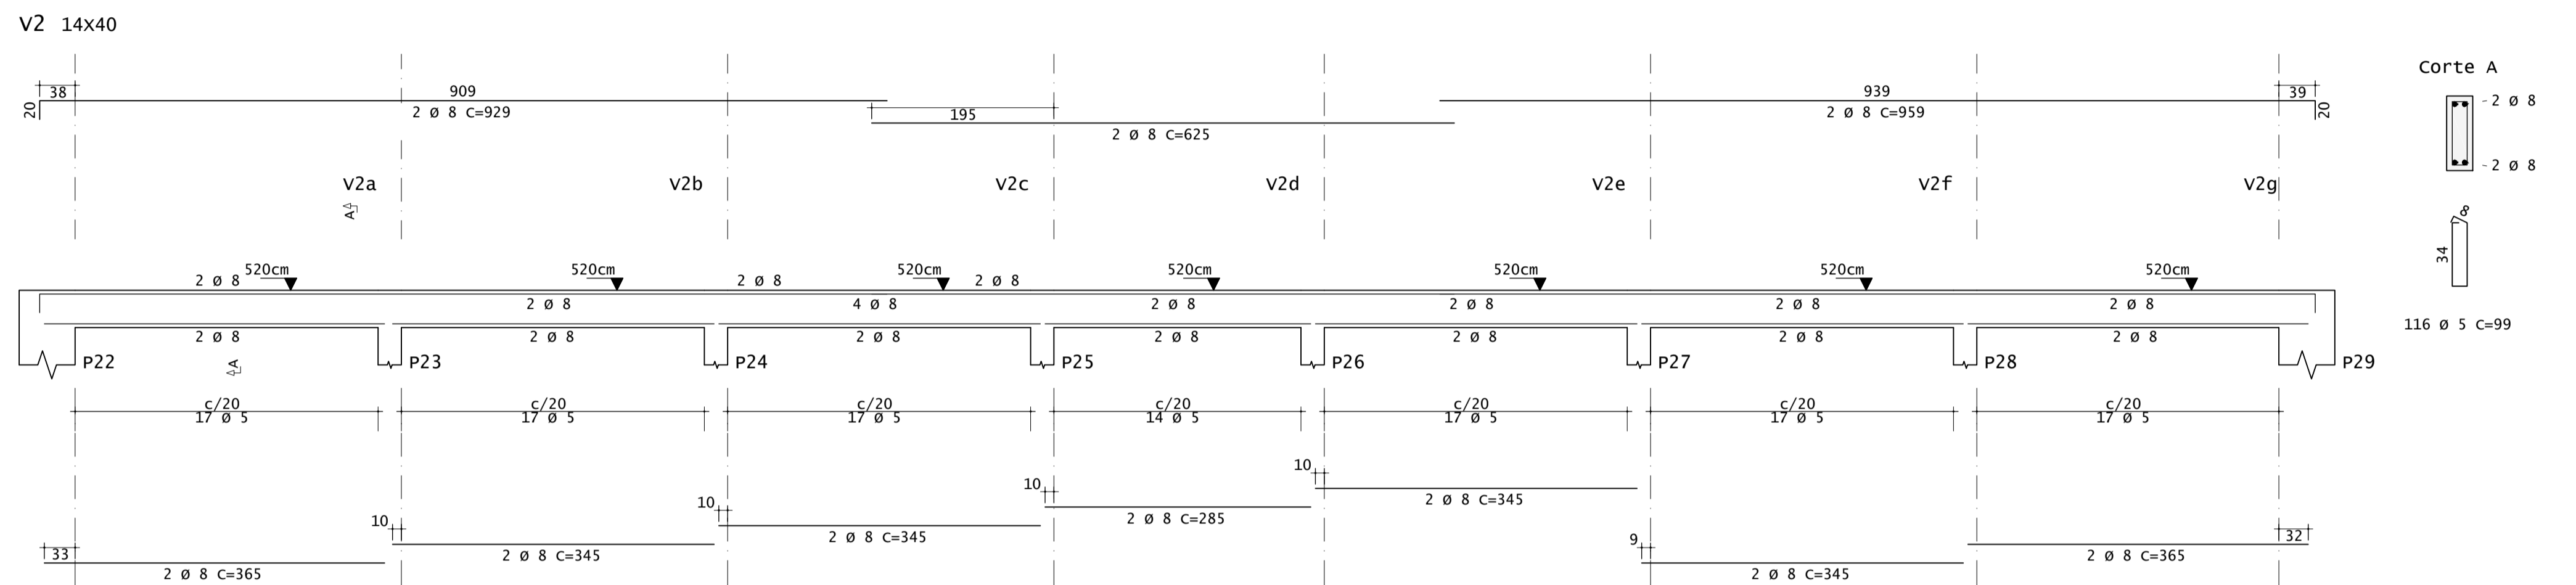 V2 14X40
Corte A
38
909
939
39
20
2 Ø 8 C=929
195
2 Ø 8 C=959
20
2 Ø 8 C=625
2 Ø 8
2 Ø 8
V2a
V2b
V2c
V2d
V2e
V2f
V2g
A
8
34
520cm
520cm
520cm
520cm
520cm
520cm
520cm
2 Ø 8
2 Ø 8
2 Ø 8
2 Ø 8
4 Ø 8
2 Ø 8
2 Ø 8
2 Ø 8
2 Ø 8
116 Ø 5 C=99
2 Ø 8
2 Ø 8
2 Ø 8
2 Ø 8
2 Ø 8
2 Ø 8
2 Ø 8
A
P22
P23
P24
P25
P26
P27
P28
P29
c/20
c/20
c/20
c/20
c/20
c/20
c/20
17 Ø 5
17 Ø 5
17 Ø 5
14 Ø 5
17 Ø 5
17 Ø 5
17 Ø 5
10
2 Ø 8 C=345
10
2 Ø 8 C=285
10
2 Ø 8 C=345
10
2 Ø 8 C=345
9
32
2 Ø 8 C=365
33
2 Ø 8 C=365
2 Ø 8 C=345